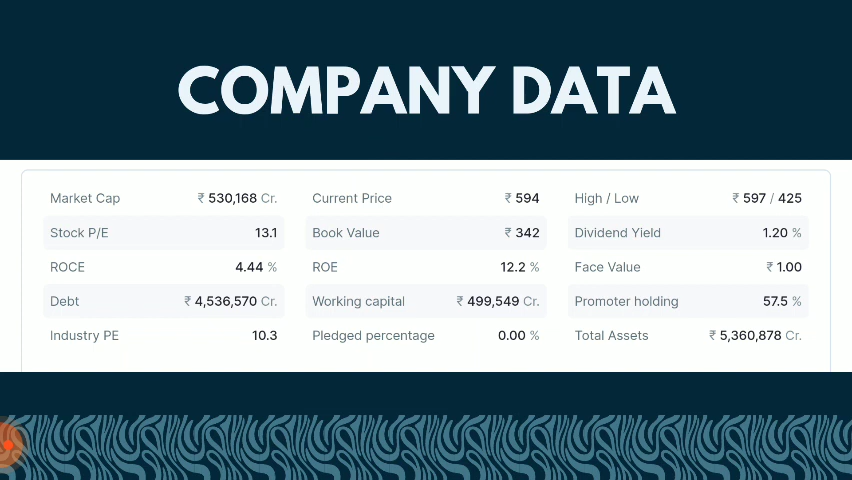 COMPANY DATA
Market Cap ₹ 530,168 Cr. Current Price ₹ 594 High / Low ₹ 597 / 425
Stock P/E 13.1 Book Value ₹ 342 Dividend Yield 1.20 %
ROCE 4.44 % ROE 12.2 % Face Value ₹ 1.00
Debt ₹ 4,536,570 Cr. Working capital ₹ 499,549 Cr. Promoter holding 57.5 %
Industry PE 10.3 Pledged percentage 0.00 % Total Assets ₹ 5,360,878 Cr.